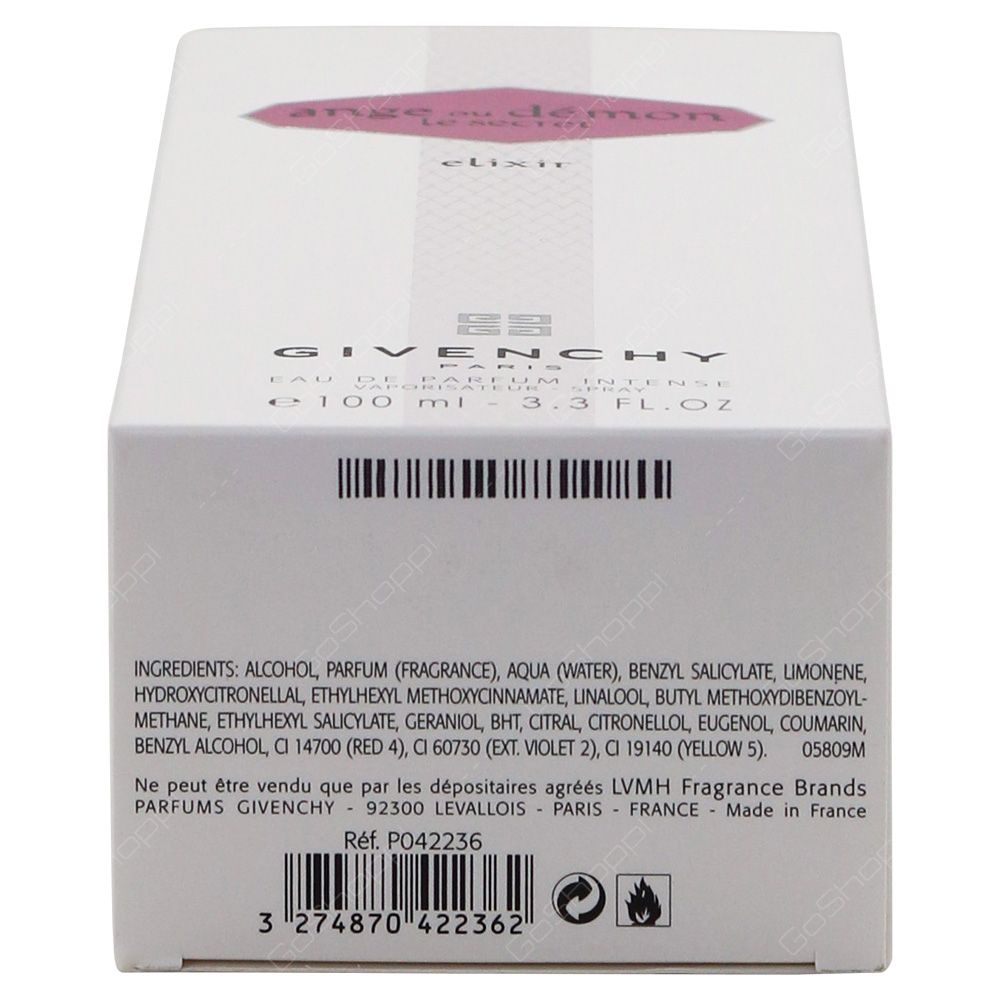 ange ou démon
le secret
elixir
GIVENCHY
PARIS
EAU DE PARFUM INTENSE
VAPORISATEUR - SPRAY
e 100 ml - 3.3 FL.OZ
INGREDIENTS: ALCOHOL, PARFUM (FRAGRANCE), AQUA (WATER), BENZYL SALICYLATE, LIMONENE,
HYDROXYCITRONELLAL, ETHYLHEXYL METHOXYCINNAMATE, LINALOOL, BUTYL METHOXYDIBENZOYL-
METHANE, ETHYLHEXYL SALICYLATE, GERANIOL, BHT, CITRAL, CITRONELLOL, EUGENOL, COUMARIN,
BENZYL ALCOHOL, CI 14700 (RED 4), CI 60730 (EXT. VIOLET 2), CI 19140 (YELLOW 5). 05809M
Ne peut être vendu que par les dépositaires agréés LVMH Fragrance Brands
PARFUMS GIVENCHY - 92300 LEVALLOIS - PARIS - FRANCE - Made in France
Réf. P042236
3 274870 422362
GoShoppi